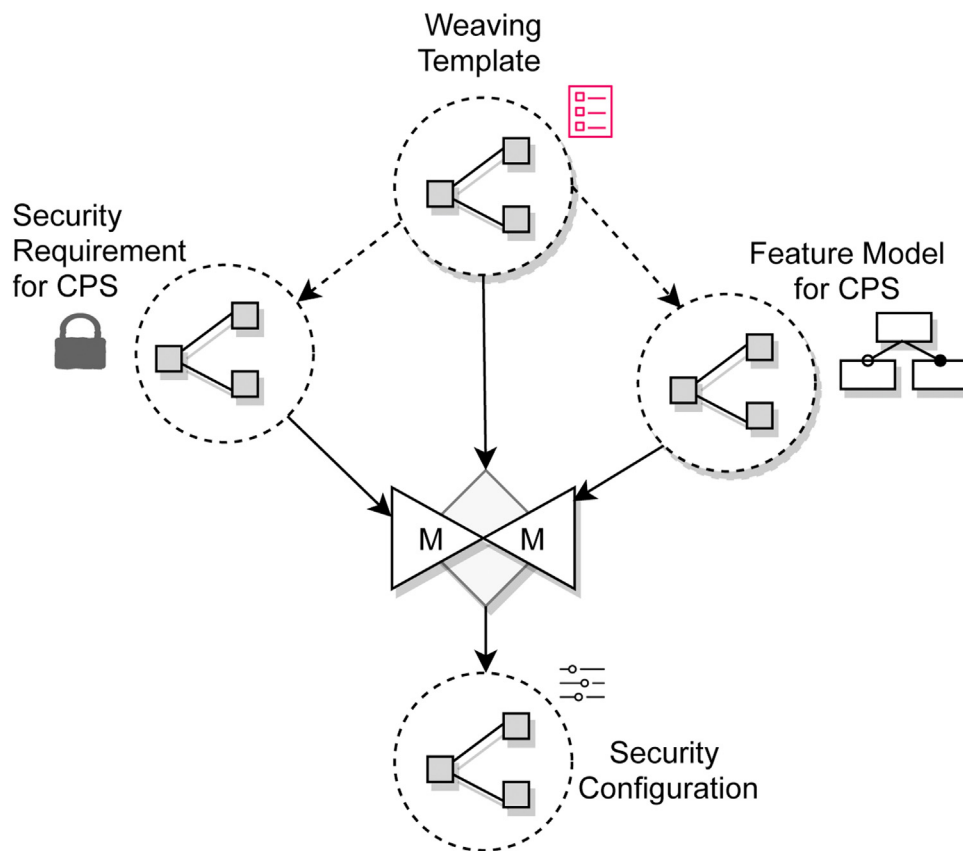 Weaving
Template
Security
Requirement
for CPS
Feature Model
for CPS
M M
Security
Configuration